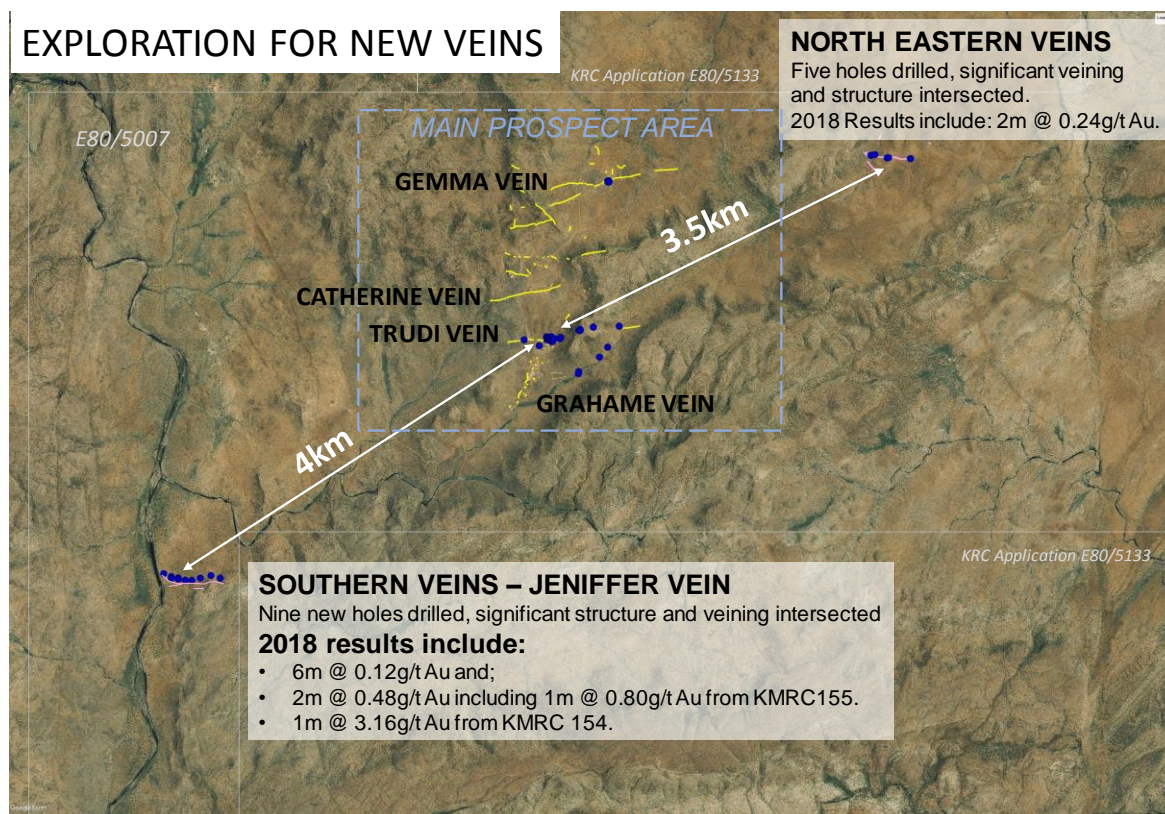 EXPLORATION FOR NEW VEINS
KRC Application E80/5133
NORTH EASTERN VEINS
Five holes drilled, significant veining
and structure intersected.
2018 Results include: 2m @ 0.24g/t Au.
E80/5007
MAIN PROSPECT AREA
GEMMA VEIN
3.5km
CATHERINE VEIN
TRUDI VEIN
GRAHAME VEIN
4km
KRC Application E80/5133
SOUTHERN VEINS – JENIFFER VEIN
Nine new holes drilled, significant structure and veining intersected
2018 results include:
• 6m @ 0.12g/t Au and;
• 2m @ 0.48g/t Au including 1m @ 0.80g/t Au from KMRC155.
• 1m @ 3.16g/t Au from KMRC 154.
Google Earth